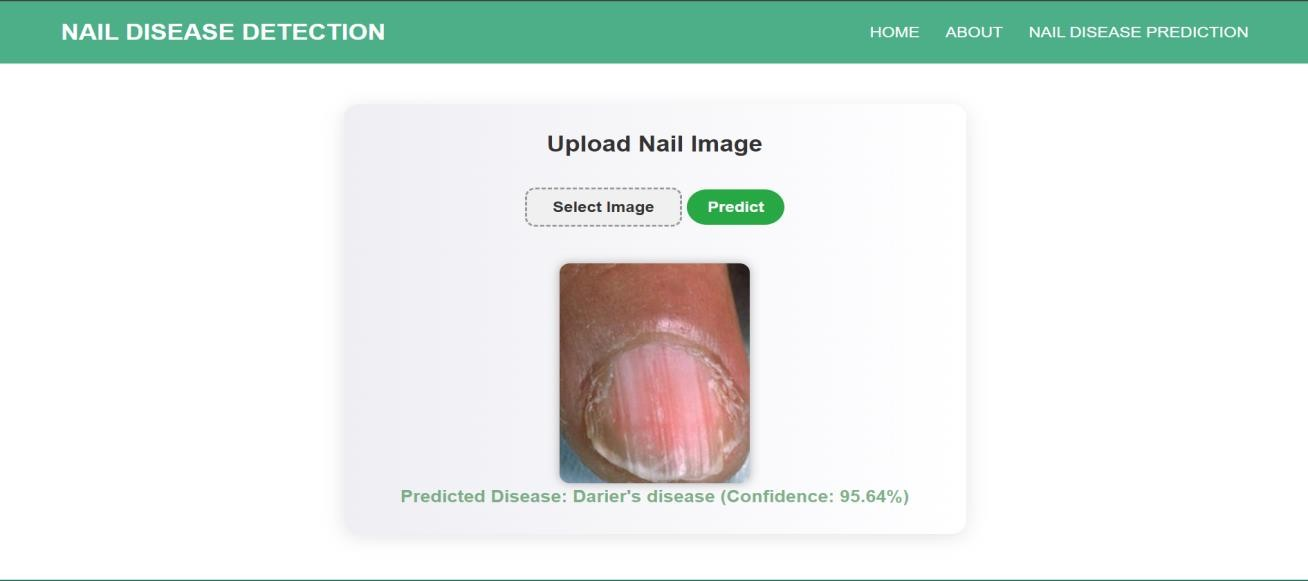 NAIL DISEASE DETECTION
HOME ABOUT NAIL DISEASE PREDICTION
Upload Nail Image
Select Image Predict
Predicted Disease: Darier's disease (Confidence: 95.64%)